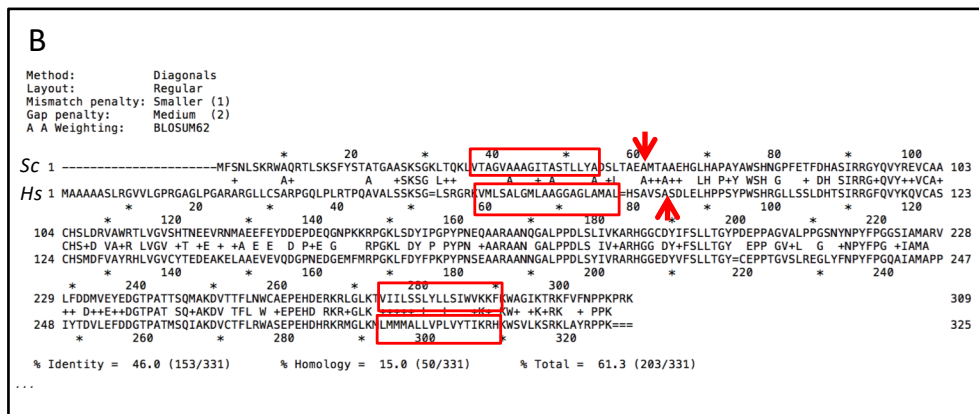 B
Method: Diagonals
Layout: Regular
Mismatch penalty: Smaller (1)
Gap penalty: Medium (2)
A A Weighting: BLOSUM62
* 20 * 40 * 60 * 80 * 100
Sc 1 ----------------------MFSNLSKRWAQRTLSKSFYSTATGAASKSGKLTQKLVTAGVAAAGITASTLLYADSLTAEAMTAAEHGLHAPAYAWSHNGPFETFDHASIRRGYQVYREVCAA 103
+ A+ A +SKSG L++ A + A A +L A++A++ LH P+Y WSH G + DH SIRRG+QVY++VCA+
Hs 1 MAAAAASLRGVVLGPRGAGLPGARARGLLCSARPGQLPLRTPQAVALSSKSG=LSRGRKVMLSALGMLAAGGAGLAMAL=HSAVSASDLELHPPSYPWSHRGLLSSLDHTSIRRGFQVYKQVCAS 123
* 20 * 40 * 60 * 80 * 100 * 120
* 120 * 140 * 160 * 180 * 200 * 220
104 CHSLDRVAWRTLVGVSHTNEEVRNMAEEFEYDDEPDEQGNPKKRPGKLSDYIPGPYPNEQAARAANQGALPPDLSLIVKARHGGCDYIFSLLTGYPDEPPAGVALPPGSNYNPYFPGGSIAMARV 228
CHS+D VA+R LVGV +T +E + +A E E D P+E G RPGKL DY P PYPN +AARAAN GALPPDLS IVKARHGG DY+FSLLTGY EPP GV+L G +NPYFPG +IAMA
124 CHSMDFVAYRHLVGVCYTEDEAKELAAEVEVQDGPNEDGEMFMRPGKLFDYFPKPYPNSEAARAANNGALPPDLSYIVRARHGGEDYVFSLLTGY=CEPPTGVSLREGLYFNPYFPGQAIAMAPP 247
* 140 * 160 * 180 * 200 * 220 * 240
* 240 * 260 * 280 * 300
229 LFDDMVEYEDGTPATTSQMAKDVTTFLNWCAEPEHDERKRLGLKTVIILSSLYLLSIWVKKFKWAGIKTRKFVFNPPKPRK 309
++ D++E++DGTPAT SQ+AKDV TFL W +EPEHD RKR+GLK +++++ L L +K+ KW+ +K+RK + PPK
248 IYTDVLEFDDGTPATMSQIAKDVCTFLRWASEPEHDHRKRMGLKMLMMMALLVPLVYTIKRHKWSVLKSRKLAYRPPK=== 325
* 260 * 280 * 300 * 320
% Identity = 46.0 (153/331) % Homology = 15.0 (50/331) % Total = 61.3 (203/331)
...